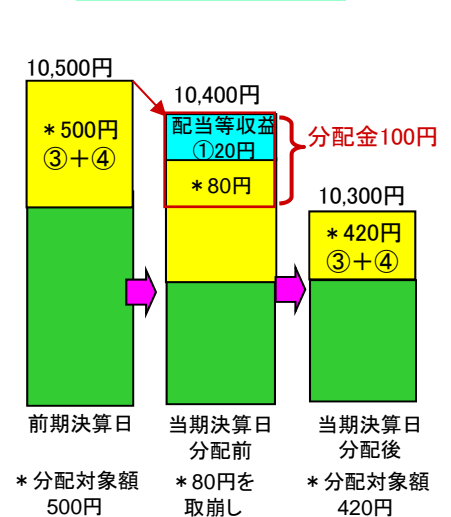 10,500円
＊500円
③＋④
10,400円
配当等収益
①20円
＊80円
分配金100円
10,300円
＊420円
③＋④
前期決算日
当期決算日
分配前
当期決算日
分配後
＊分配対象額
500円
＊80円を
取崩し
＊分配対象額
420円